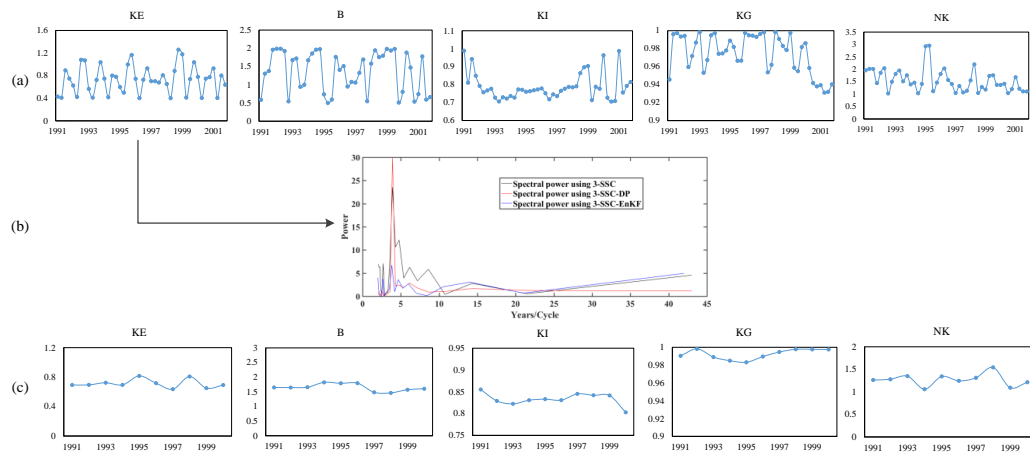 KE
B
KI
KG
NK
(a)
1.6
1.2
0.8
0.4
0
1991 1993 1995 1997 1999 2001
2.5
2
1.5
1
0.5
0
1991 1993 1995 1997 1999 2001
1.1
1
0.9
0.8
0.7
0.6
1991 1993 1995 1997 1999 2001
1
0.98
0.96
0.94
0.92
0.9
1991 1993 1995 1997 1999 2001
3.5
3
2.5
2
1.5
1
0.5
0
1991 1993 1995 1997 1999 2001
(b)
Power
30
25
20
15
10
5
0
Spectral power using 3-SSC
Spectral power using 3-SSC-DP
Spectral power using 3-SSC-EnKF
0 5 10 15 20 25 30 35 40 45
Years/Cycle
KE
B
KI
KG
NK
(c)
1.2
0.8
0.4
0
1991 1993 1995 1997 1999
3
2.5
2
1.5
1
0.5
0
1991 1993 1995 1997 1999
0.95
0.9
0.85
0.8
0.75
1991 1993 1995 1997 1999
1
0.98
0.96
0.94
0.92
0.9
1991 1993 1995 1997 1999
2
1.5
1
0.5
0
1991 1993 1995 1997 1999